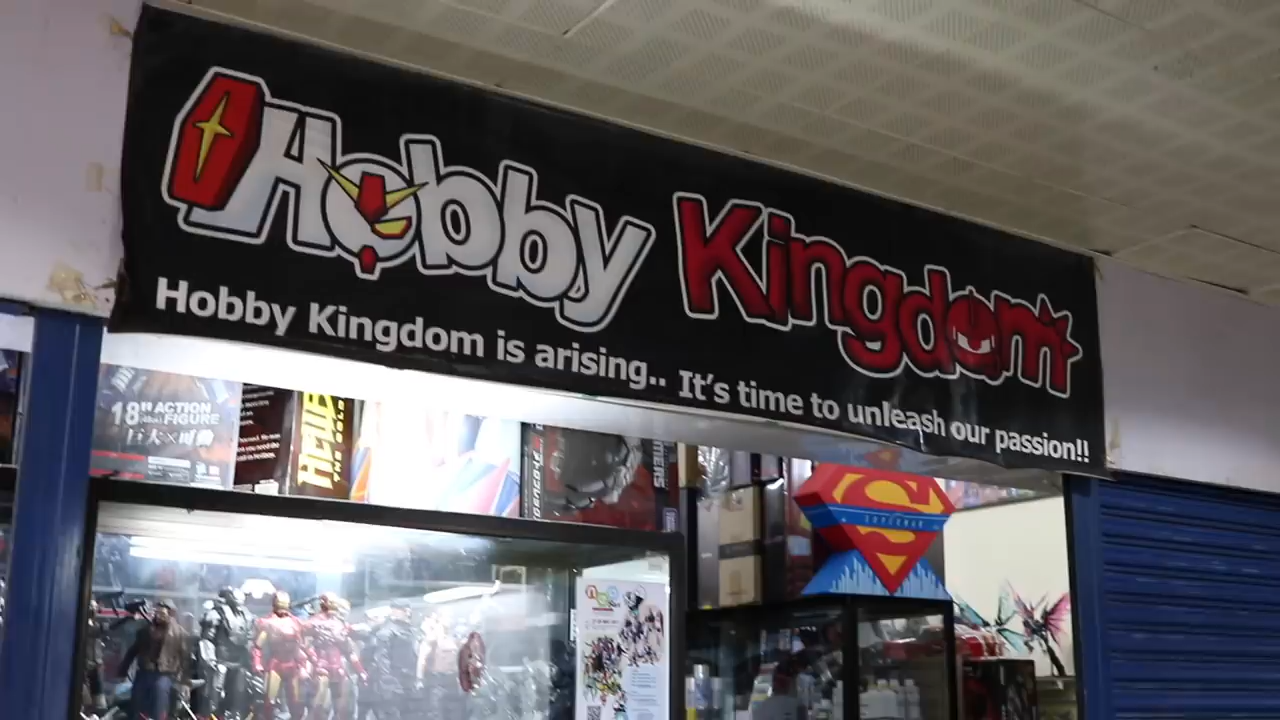 Hobby Kingdom
Hobby Kingdom is arising.. It's time to unleash our passion!!
18" ACTION
FIGURE
巨大×可動
SUPERMAN